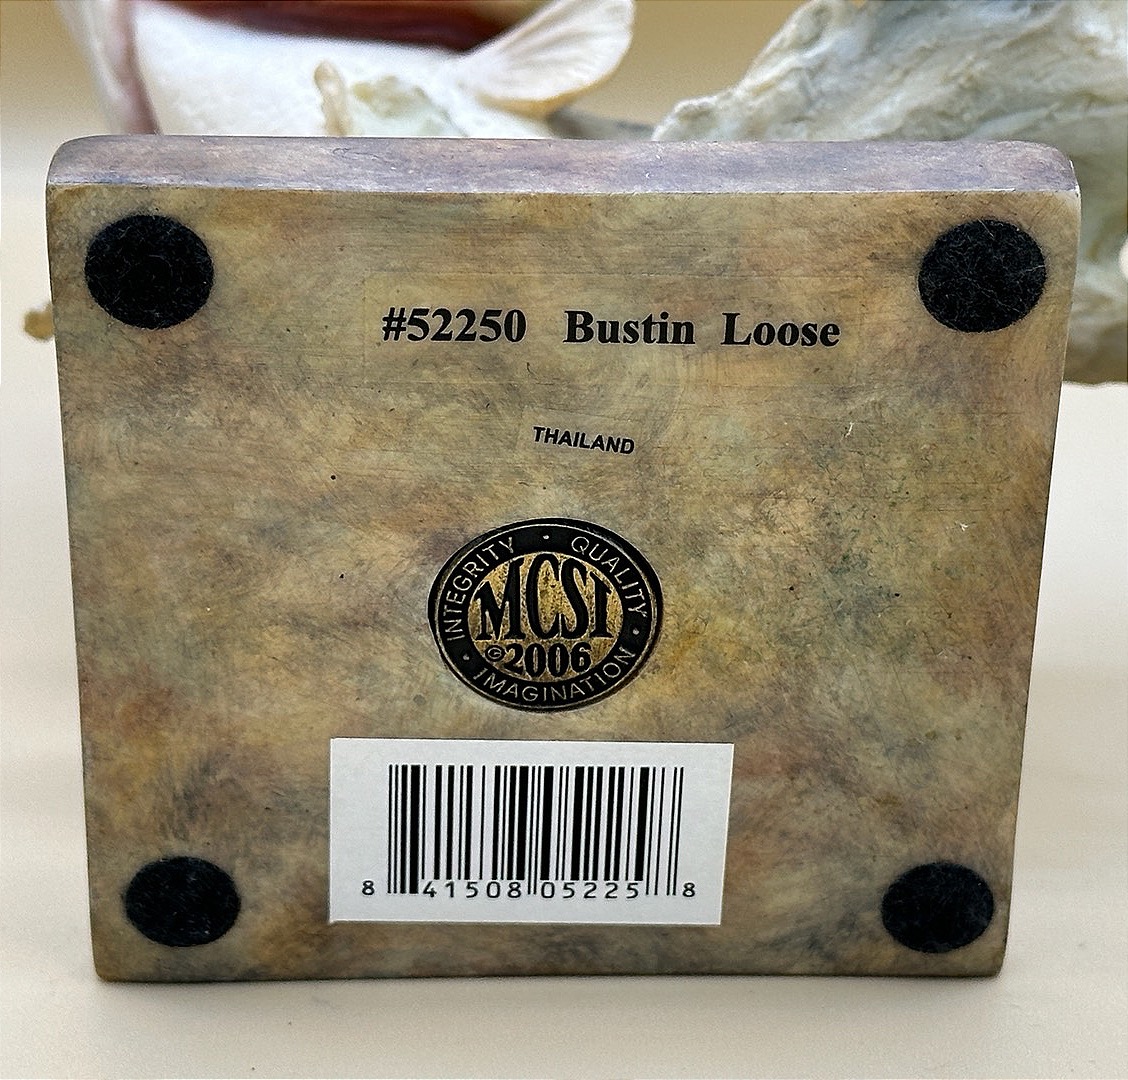 #52250 Bustin Loose
THAILAND
INTEGRITY · QUALITY · IMAGINATION ·
MCSI
©2006
8 41508 05225 8